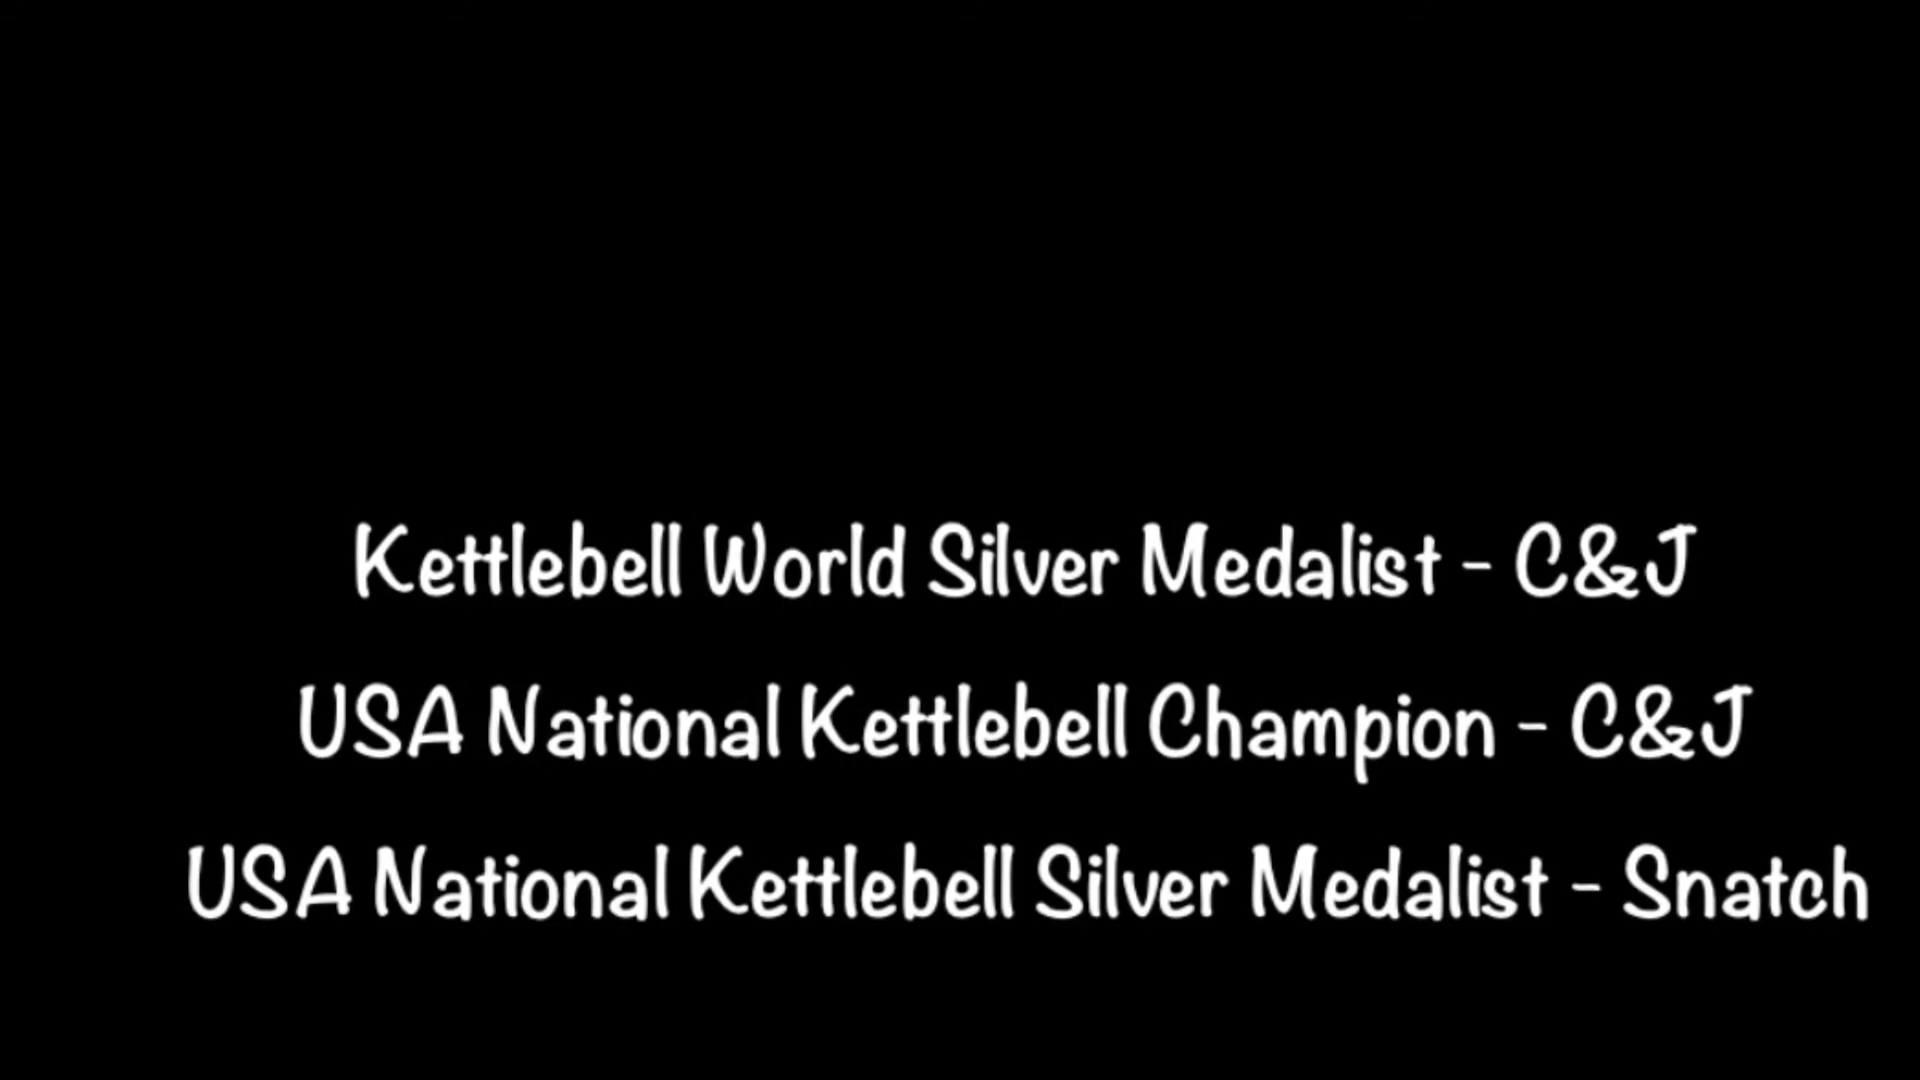 Kettlebell World Silver Medalist - C&J
USA National Kettlebell Champion - C&J
USA National Kettlebell Silver Medalist - Snatch